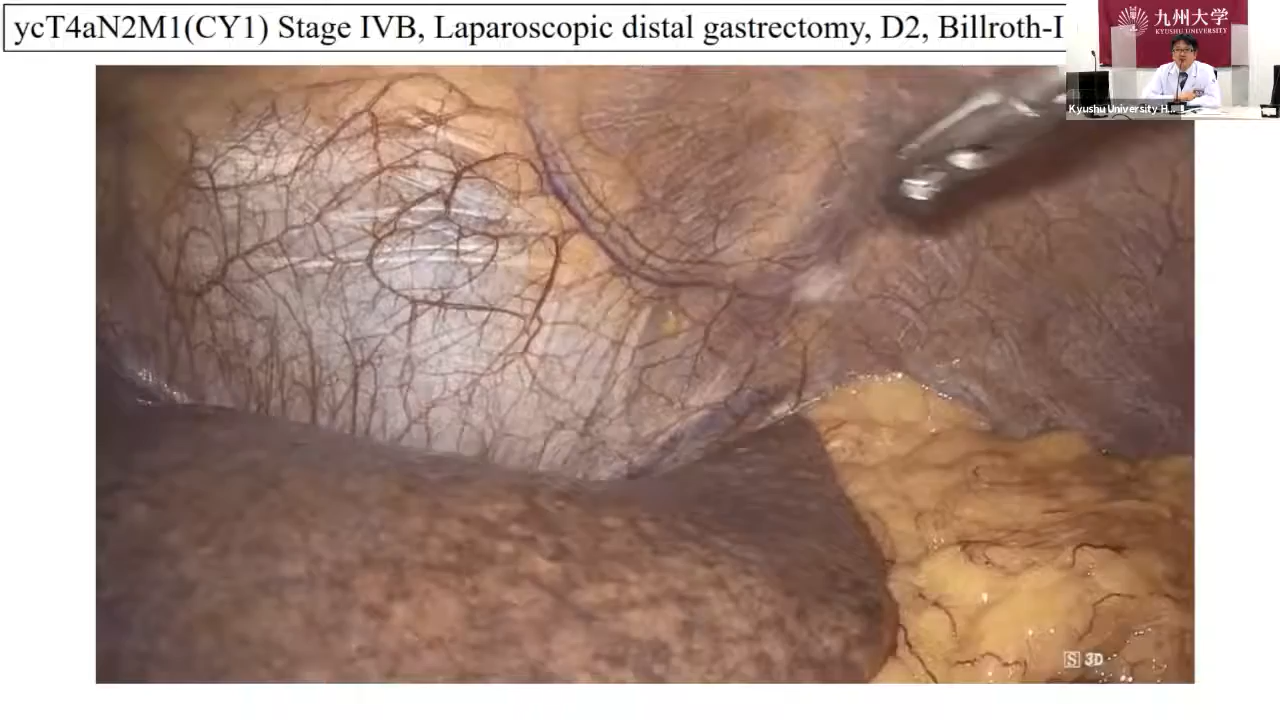 ycT4aN2M1(CY1) Stage IVB, Laparoscopic distal gastrectomy, D2, Billroth-I
九州大学
KYUSHU UNIVERSITY
Kyushu University H...
S 3D